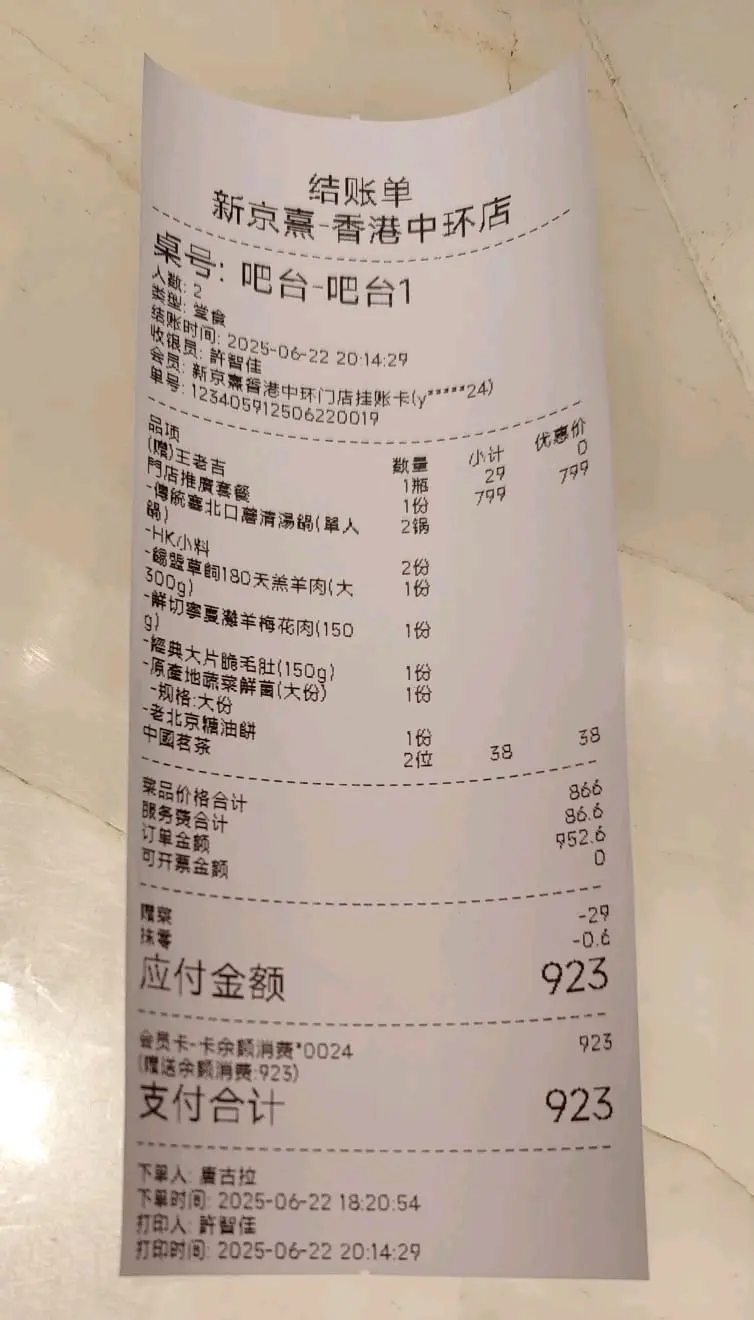 结账单
新京熹-香港中环店
桌号: 吧台-吧台1
人数: 2
类型: 堂食
结账时间: 2025-06-22 20:14:29
收银员: 許智佳
会员: 新京熹香港中环门店挂账卡(y*****24)
单号: 123405912506220019
品项 数量 小计 优惠价
(赠)王老吉 1瓶 29 0
門店推廣套餐 1份 799 799
-傳統塞北口蘑清湯鍋(單人 2锅
鍋)
-HK小料 2份
-錫盟草飼180天羔羊肉(大 1份
300g)
-鮮切寧夏灘羊梅花肉(150 1份
g)
-經典大片脆毛肚(150g) 1份
-原產地蔬菜鮮菌(大份) 1份
-规格:大份
-老北京糖油餅 1份
中國茗茶 2位 38 38
菜品价格合计 866
服务费合计 86.6
订单金额 952.6
可开票金额 0
赠菜 -29
抹零 -0.6
应付金额 923
会员卡-卡余额消费*0024 923
(赠送余额消费:923)
支付合计 923
下单人: 唐古拉
下单时间: 2025-06-22 18:20:54
打印人: 許智佳
打印时间: 2025-06-22 20:14:29